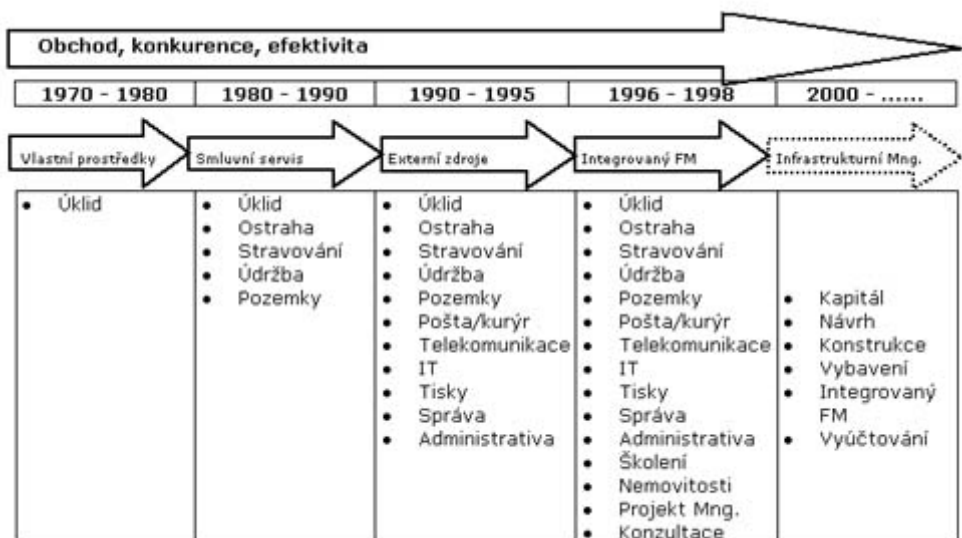 Obchod, konkurence, efektivita
1970 - 1980
1980 - 1990
1990 - 1995
1996 - 1998
2000 - ......
Vlastní prostředky
Smluvní servis
Externí zdroje
Integrovaný FM
Infrastrukturní Mng.
• Úklid
• Úklid
• Ostraha
• Stravování
• Údržba
• Pozemky
• Úklid
• Ostraha
• Stravování
• Údržba
• Pozemky
• Pošta/kurýr
• Telekomunikace
• IT
• Tisky
• Správa
• Administrativa
• Úklid
• Ostraha
• Stravování
• Údržba
• Pozemky
• Pošta/kurýr
• Telekomunikace
• IT
• Tisky
• Správa
• Administrativa
• Školení
• Nemovitosti
• Projekt Mng.
• Konzultace
• Kapitál
• Návrh
• Konstrukce
• Vybavení
• Integrovaný
FM
• Vyúčtování